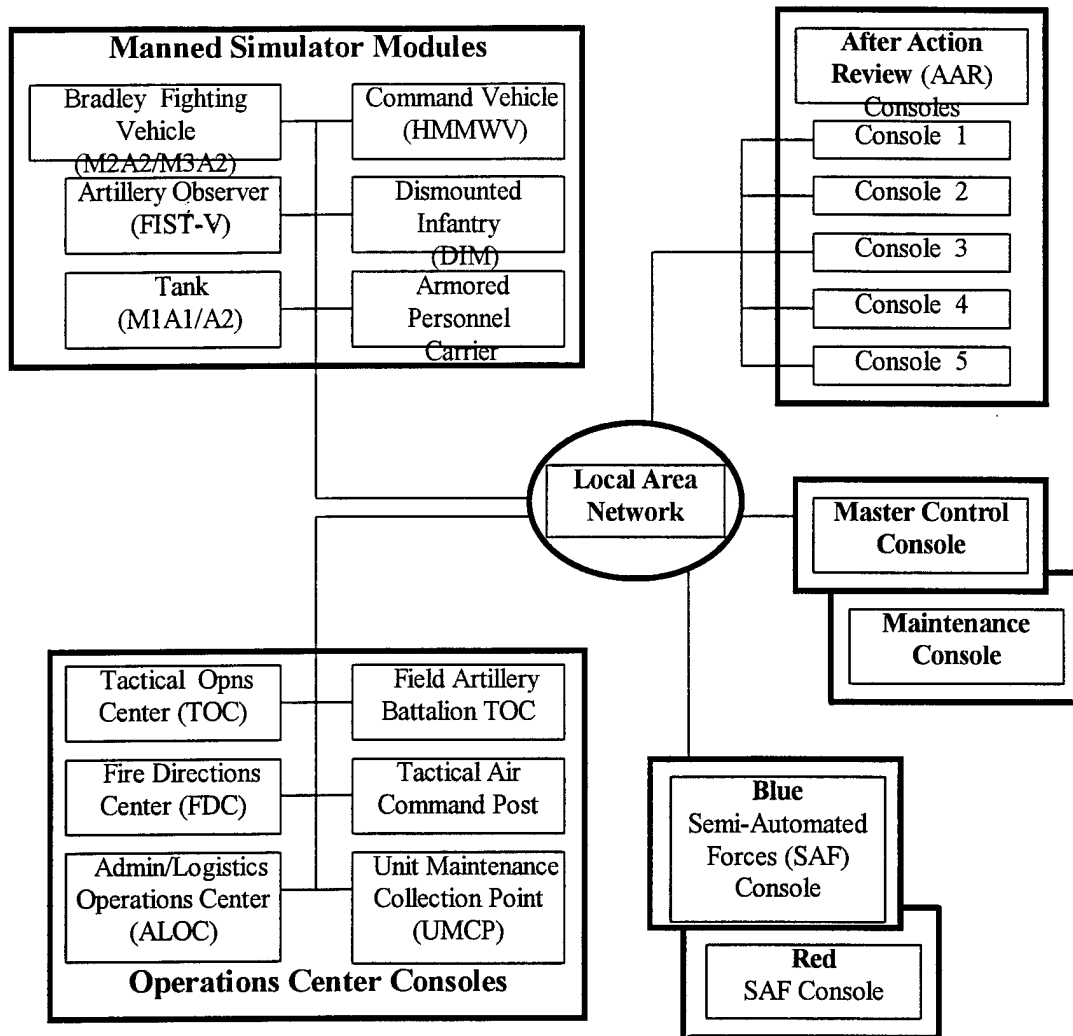 Manned Simulator Modules
Bradley Fighting
Vehicle
(M2A2/M3A2)
Command Vehicle
(HMMWV)
Artillery Observer
(FIST-V)
Dismounted
Infantry
(DIM)
Tank
(M1A1/A2)
Armored
Personnel
Carrier
After Action
Review (AAR)
Consoles
Console 1
Console 2
Console 3
Console 4
Console 5
Local Area
Network
Master Control
Console
Maintenance
Console
Tactical Opns
Center (TOC)
Field Artillery
Battalion TOC
Fire Directions
Center (FDC)
Tactical Air
Command Post
Admin/Logistics
Operations Center
(ALOC)
Unit Maintenance
Collection Point
(UMCP)
Operations Center Consoles
Blue
Semi-Automated
Forces (SAF)
Console
Red
SAF Console